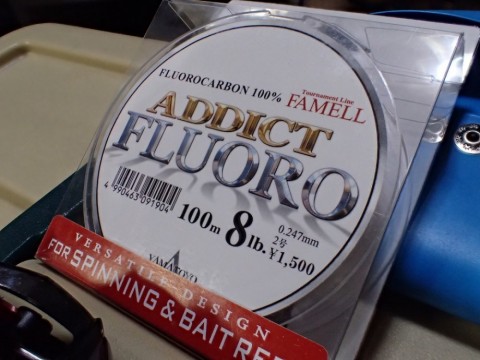 FLUOROCARBON 100%
Tournament Line
FAMELL
ADDICT
FLUORO
4 990463 091904
100m 8lb.
0.247mm
2号
¥1,500
VERSATILE DESIGN
FOR SPINNING & BAIT